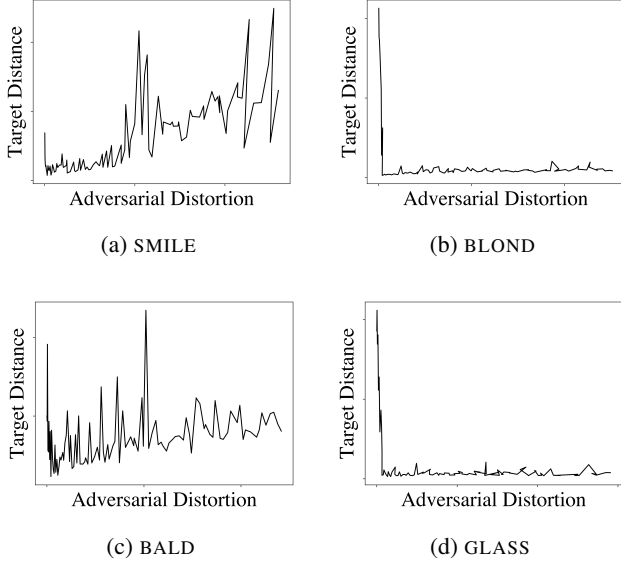 Target Distance
Adversarial Distortion
(a) SMILE
Target Distance
Adversarial Distortion
(b) BLOND
Target Distance
Adversarial Distortion
(c) BALD
Target Distance
Adversarial Distortion
(d) GLASS